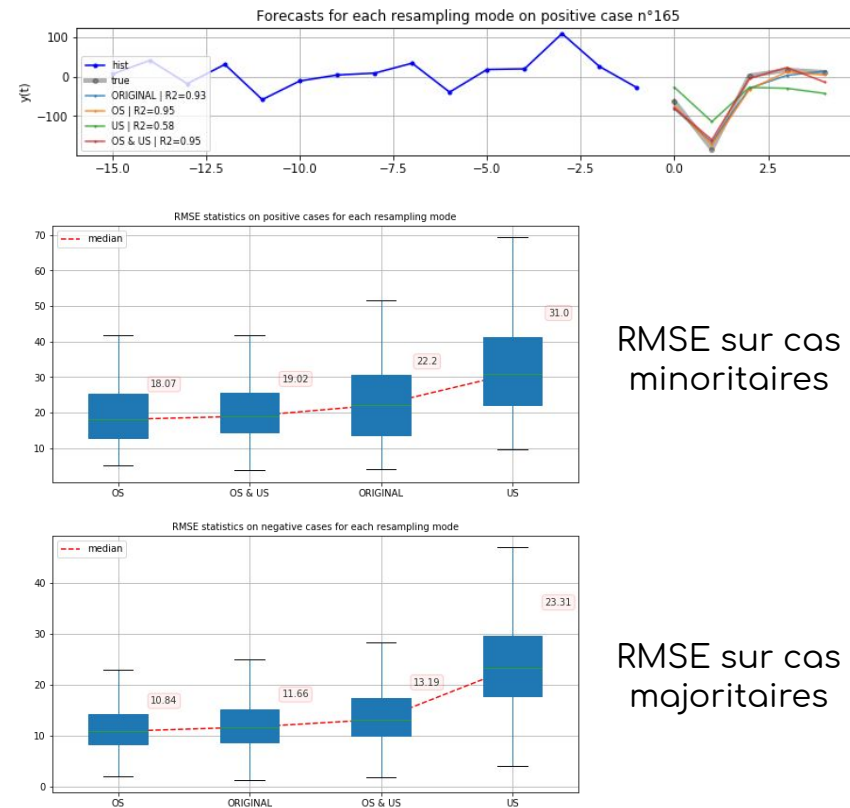 Forecasts for each resampling mode on positive case n°165
y(t)
100
0
−100
hist
true
ORIGINAL | R2=0.93
OS | R2=0.95
US | R2=0.58
OS & US | R2=0.95
−15.0 −12.5 −10.0 −7.5 −5.0 −2.5 0.0 2.5
RMSE statistics on positive cases for each resampling mode
median
70
60
50
40
30
20
10
18.07
19.02
22.2
31.0
OS OS & US ORIGINAL US
RMSE sur cas
minoritaires
RMSE statistics on negative cases for each resampling mode
median
40
30
20
10
0
10.84
11.66
13.19
23.31
OS ORIGINAL OS & US US
RMSE sur cas
majoritaires